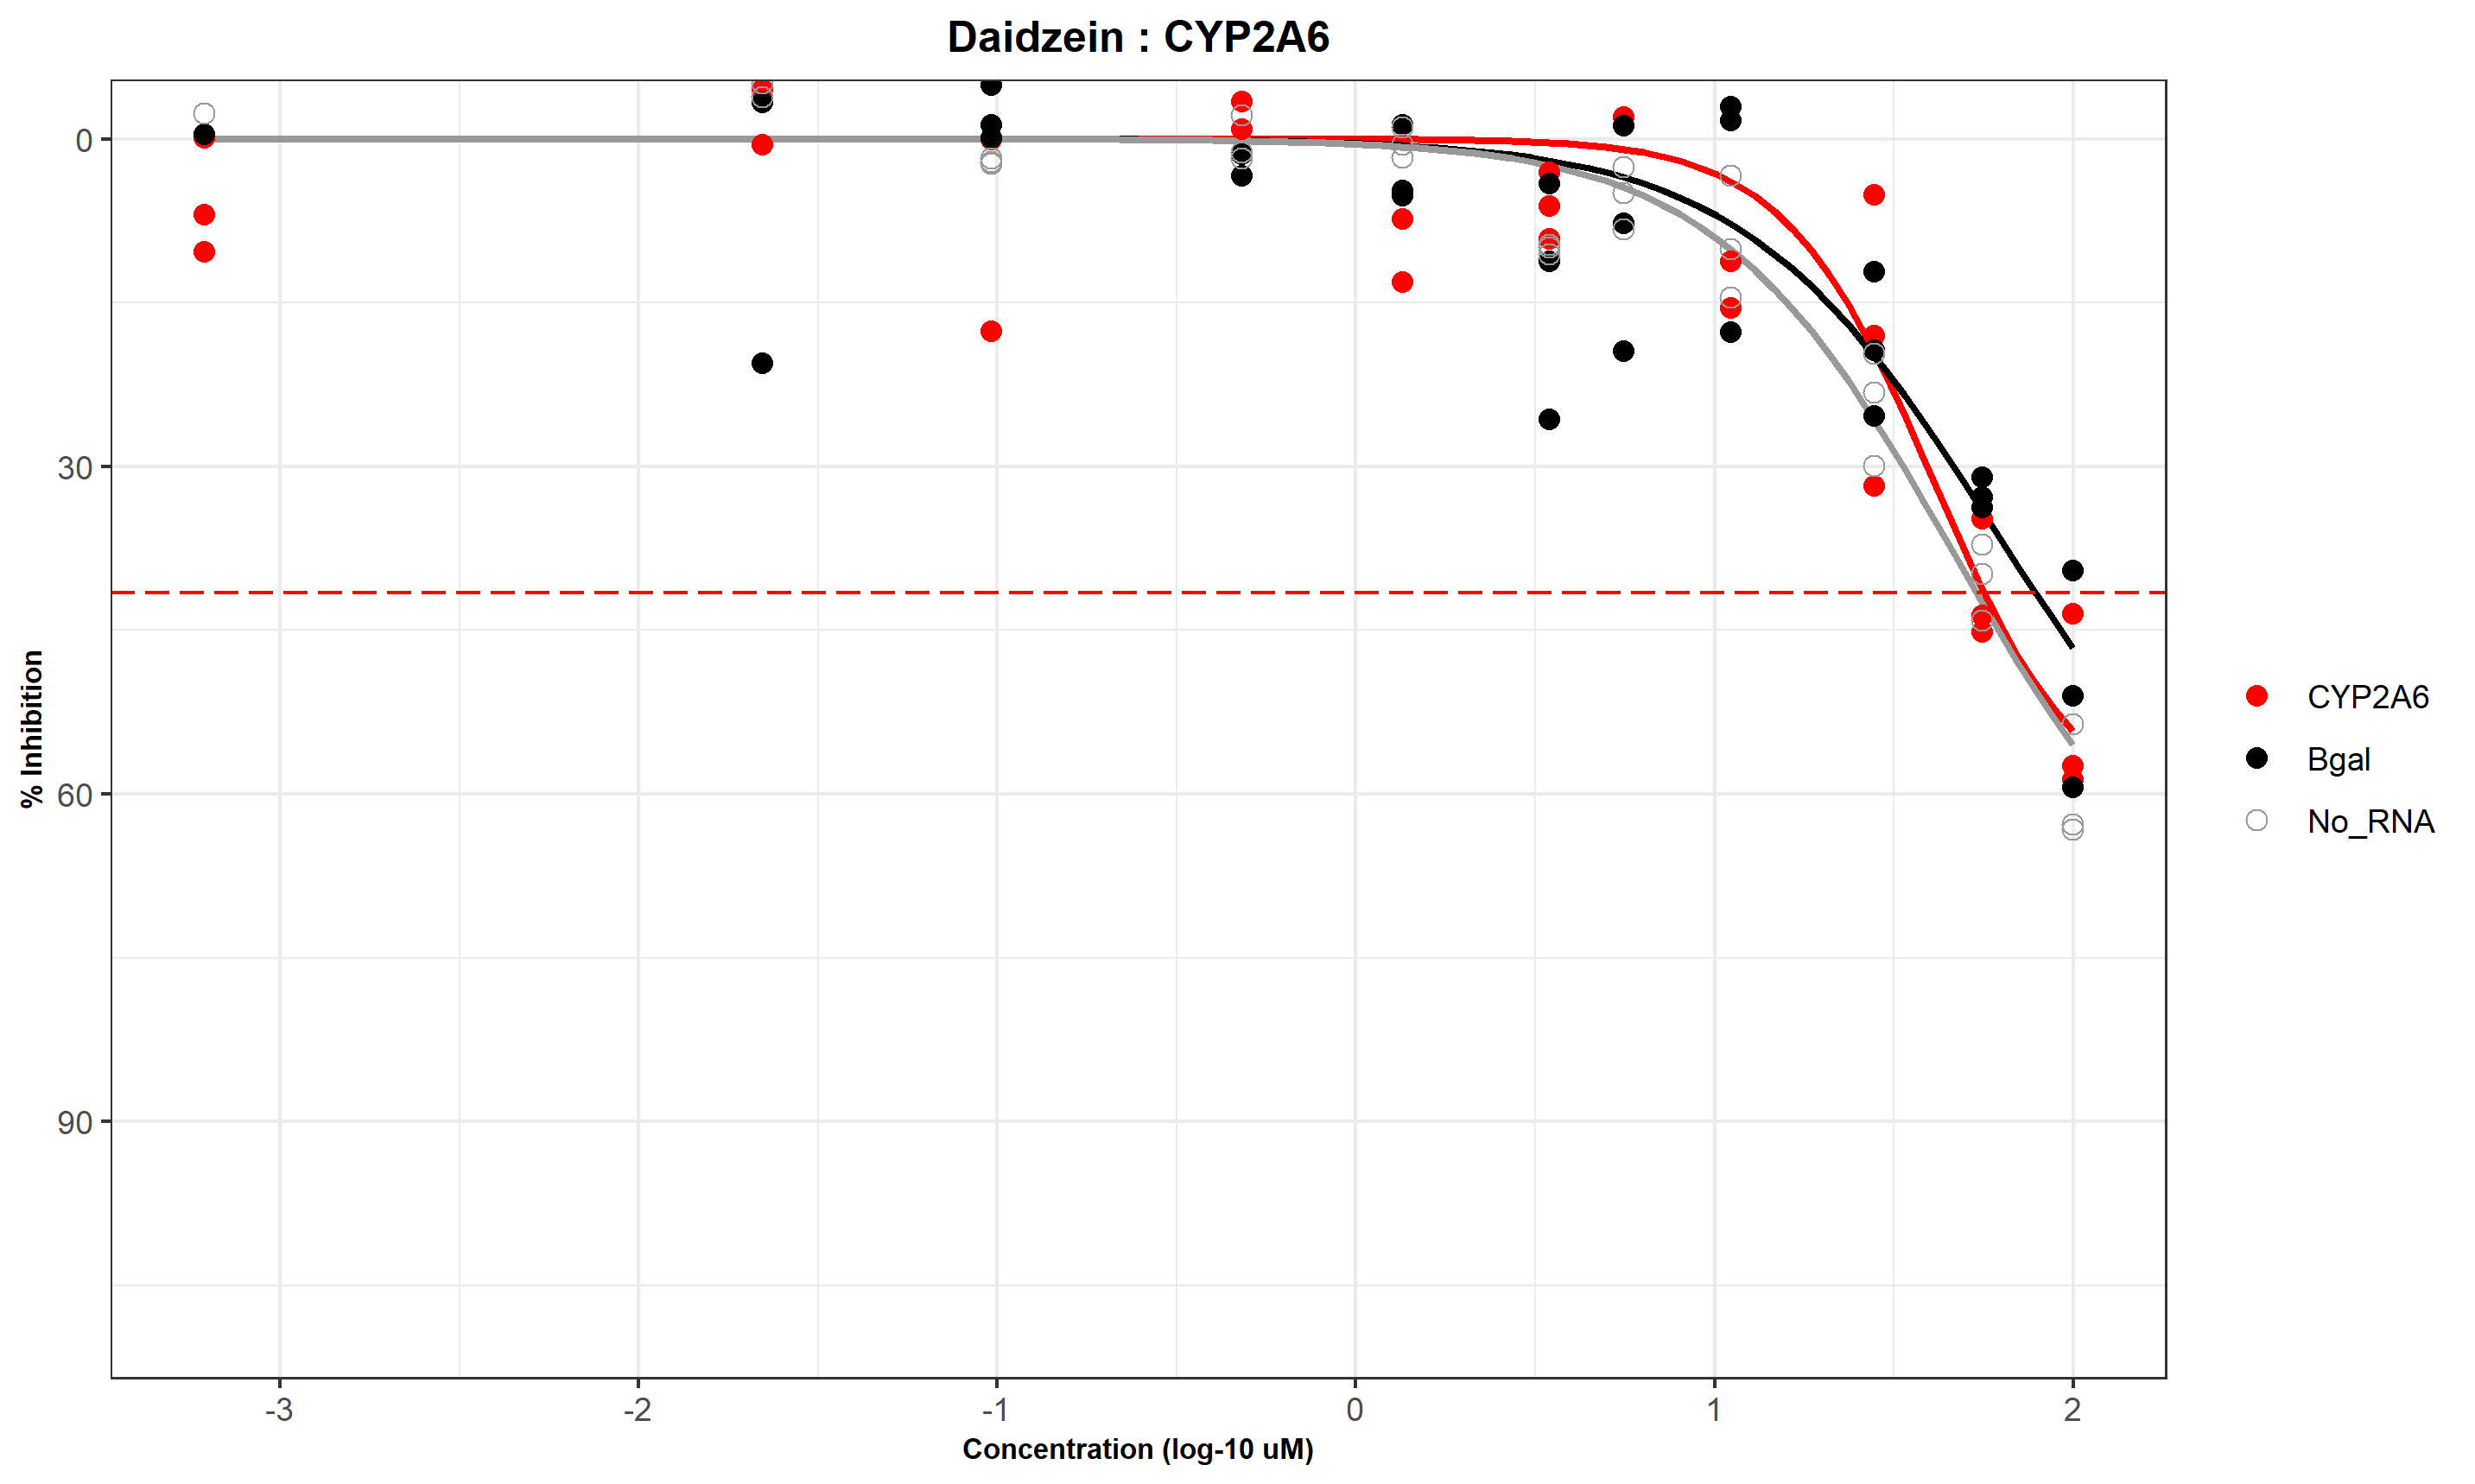 Daidzein : CYP2A6
% Inhibition
0
30
60
90
-3
-2
-1
0
1
2
Concentration (log-10 uM)
CYP2A6
Bgal
No_RNA